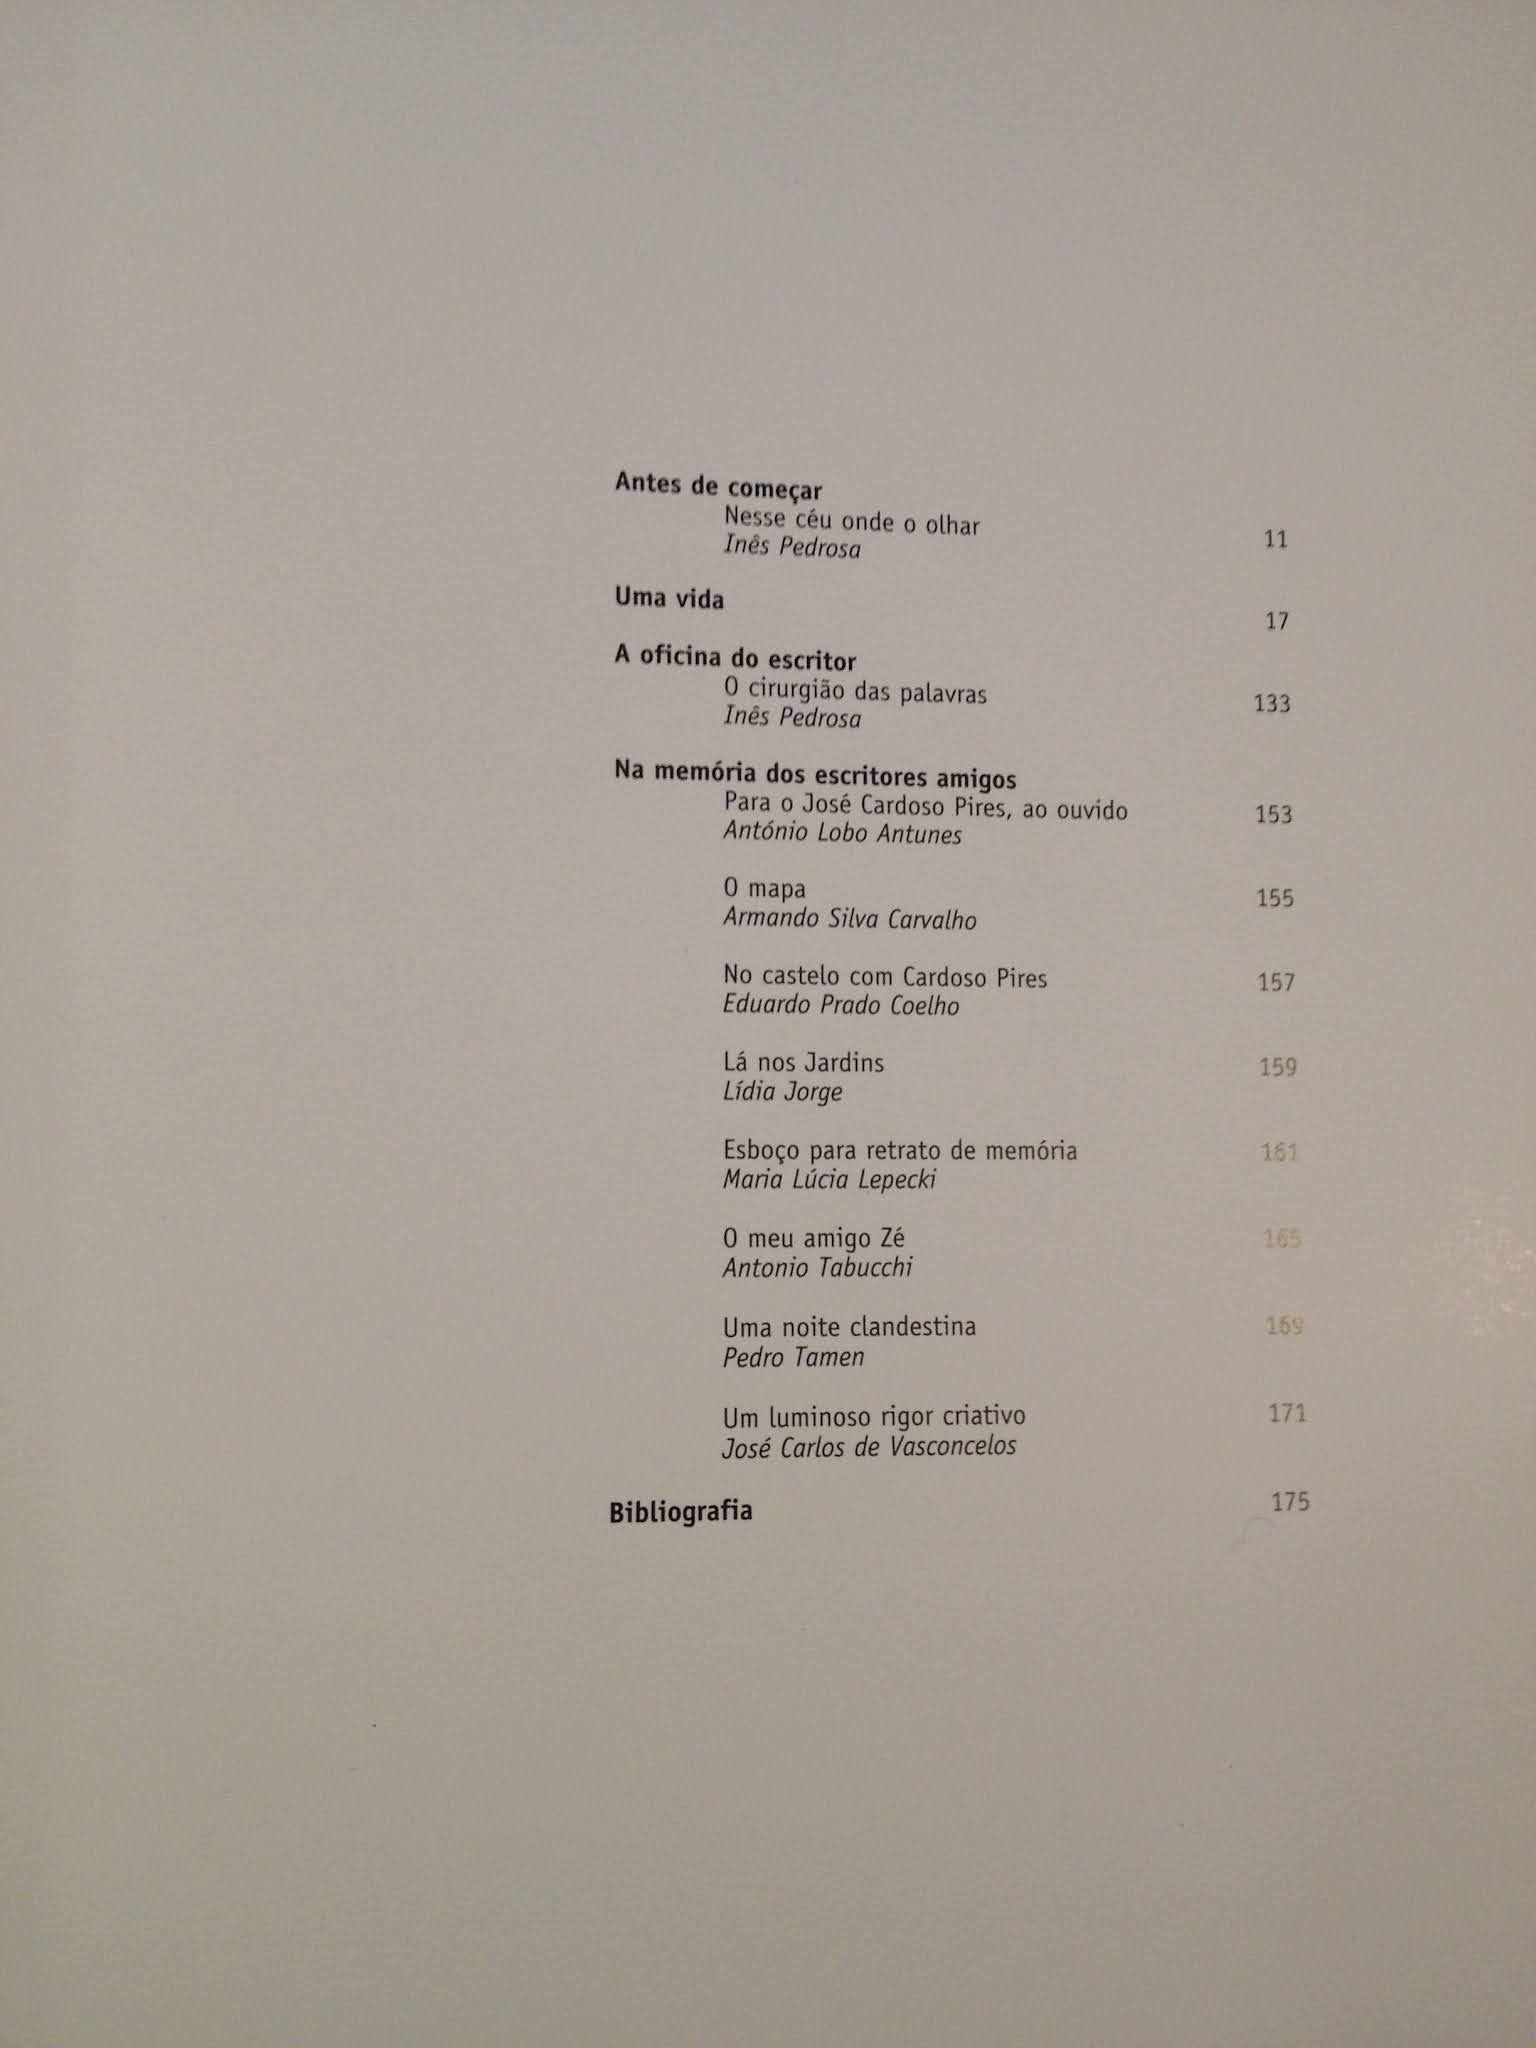 Antes de começar
Nesse céu onde o olhar 11
Inês Pedrosa
Uma vida 17
A oficina do escritor
O cirurgião das palavras 133
Inês Pedrosa
Na memória dos escritores amigos
Para o José Cardoso Pires, ao ouvido 153
António Lobo Antunes
O mapa 155
Armando Silva Carvalho
No castelo com Cardoso Pires 157
Eduardo Prado Coelho
Lá nos Jardins 159
Lídia Jorge
Esboço para retrato de memória 161
Maria Lúcia Lepecki
O meu amigo Zé 165
Antonio Tabucchi
Uma noite clandestina 169
Pedro Tamen
Um luminoso rigor criativo 171
José Carlos de Vasconcelos
Bibliografia 175